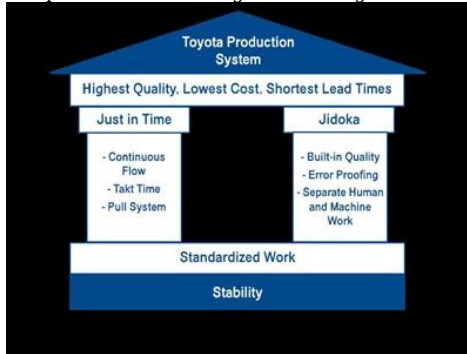 Toyota Production
System
Highest Quality, Lowest Cost, Shortest Lead Times
Just in Time
- Continuous
Flow
- Takt Time
- Pull System
Jidoka
- Built-in Quality
- Error Proofing
- Separate Human
and Machine
Work
Standardized Work
Stability